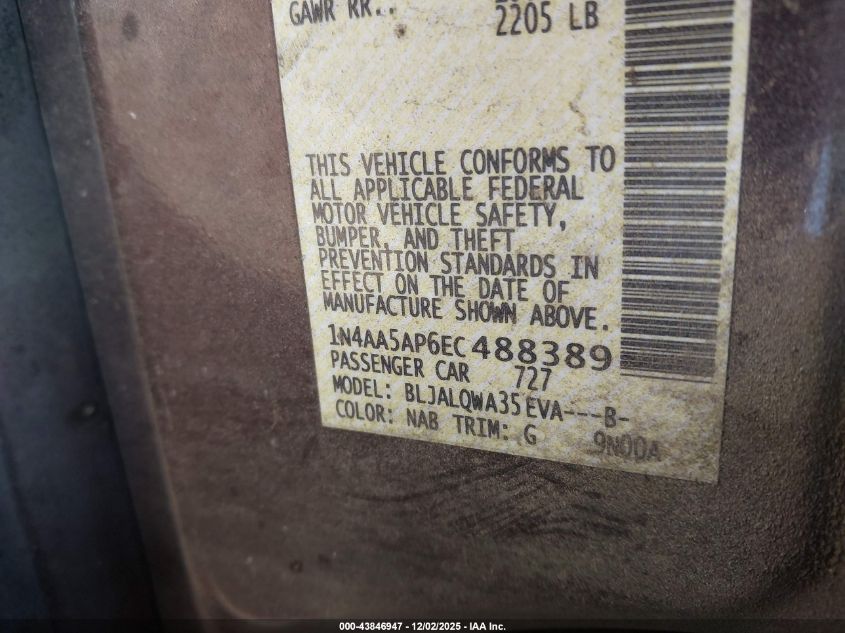 GAWR RR..
2205 LB
THIS VEHICLE CONFORMS TO
ALL APPLICABLE FEDERAL
MOTOR VEHICLE SAFETY,
BUMPER, AND THEFT
PREVENTION STANDARDS IN
EFFECT ON THE DATE OF
MANUFACTURE SHOWN ABOVE.
1N4AA5AP6EC488389
PASSENGER CAR 727
MODEL: BLJALQWA35EVA---B-
COLOR: NAB TRIM: G 9N00A
000-43846947 - 12/02/2025 - IAA Inc.